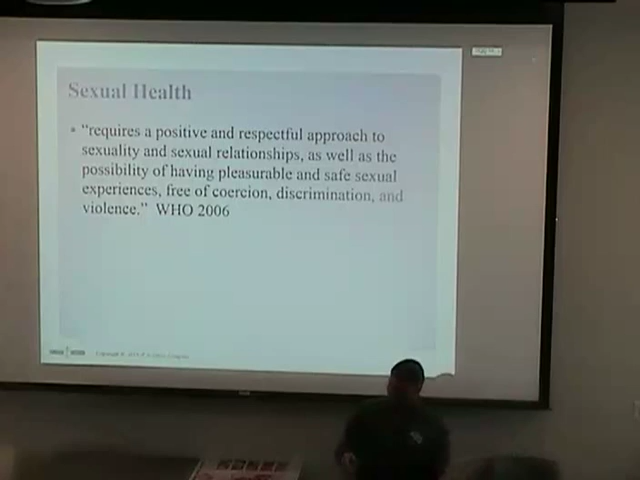 Sexual Health
"requires a positive and respectful approach to
sexuality and sexual relationships, as well as the
possibility of having pleasurable and safe sexual
experiences, free of coercion, discrimination, and
violence." WHO 2006